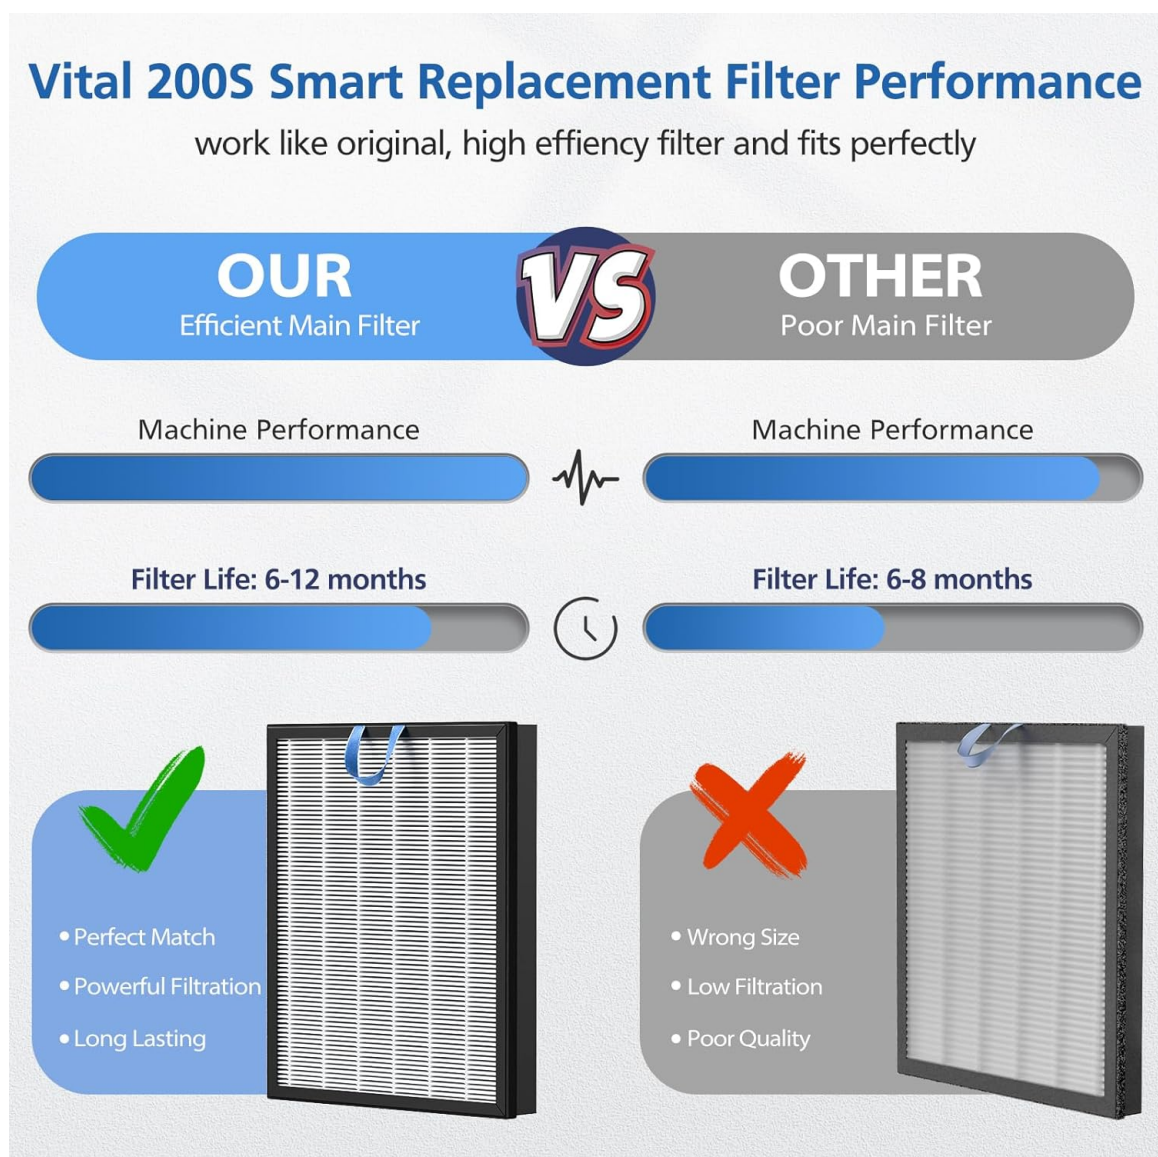 Vital 200S Smart Replacement Filter Performance
work like original, high effiency filter and fits perfectly
OUR
Efficient Main Filter
VS
OTHER
Poor Main Filter
Machine Performance
Machine Performance
Filter Life: 6-12 months
Filter Life: 6-8 months
• Perfect Match
• Powerful Filtration
• Long Lasting
• Wrong Size
• Low Filtration
• Poor Quality